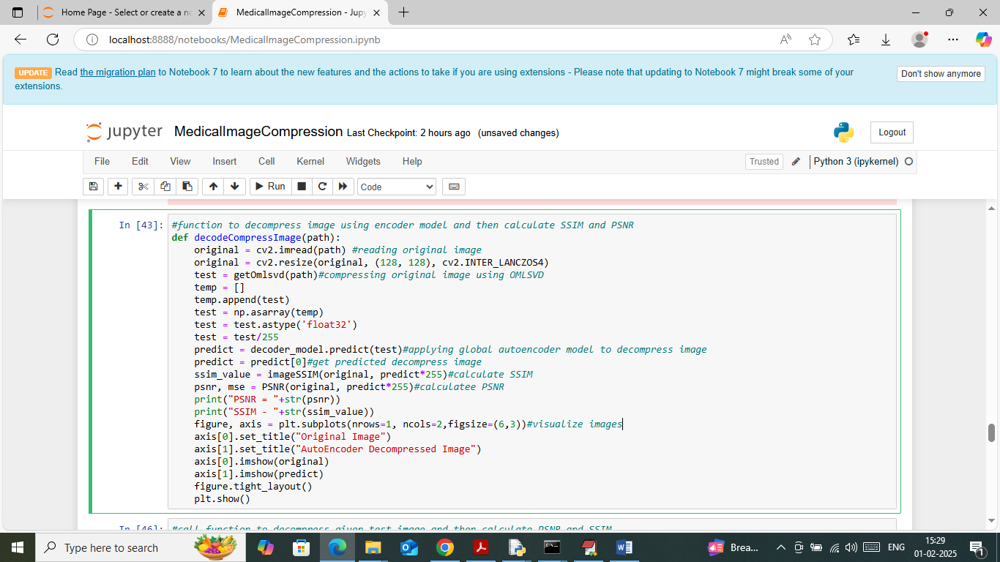 Home Page - Select or create a no
MedicalImageCompression - Jupy
localhost:8888/notebooks/MedicalImageCompression.ipynb
UPDATE Read the migration plan to Notebook 7 to learn about the new features and the actions to take if you are using extensions - Please note that updating to Notebook 7 might break some of your
extensions.
Don't show anymore
jupyter MedicalImageCompression Last Checkpoint: 2 hours ago (unsaved changes)
Logout
File Edit View Insert Cell Kernel Widgets Help
Trusted Python 3 (ipykernel)
Run Code
In [43]:
#function to decompress image using encoder model and then calculate SSIM and PSNR
def decodeCompressImage(path):
    original = cv2.imread(path) #reading original image
    original = cv2.resize(original, (128, 128), cv2.INTER_LANCZOS4)
    test = getOmlsvd(path)#compressing original image using OMLSVD
    temp = []
    temp.append(test)
    test = np.asarray(temp)
    test = test.astype('float32')
    test = test/255
    predict = decoder_model.predict(test)#applying global autoencoder model to decompress image
    predict = predict[0]#get predicted decompress image
    ssim_value = imageSSIM(original, predict*255)#calculate SSIM
    psnr, mse = PSNR(original, predict*255)#calculatee PSNR
    print("PSNR = "+str(psnr))
    print("SSIM - "+str(ssim_value))
    figure, axis = plt.subplots(nrows=1, ncols=2,figsize=(6,3))#visualize images
    axis[0].set_title("Original Image")
    axis[1].set_title("AutoEncoder Decompressed Image")
    axis[0].imshow(original)
    axis[1].imshow(predict)
    figure.tight_layout()
    plt.show()
In [46]: #call function to decompress given test image and then calculate PSNR and SSIM
Type here to search
Brea...
ENG
15:29
01-02-2025
1